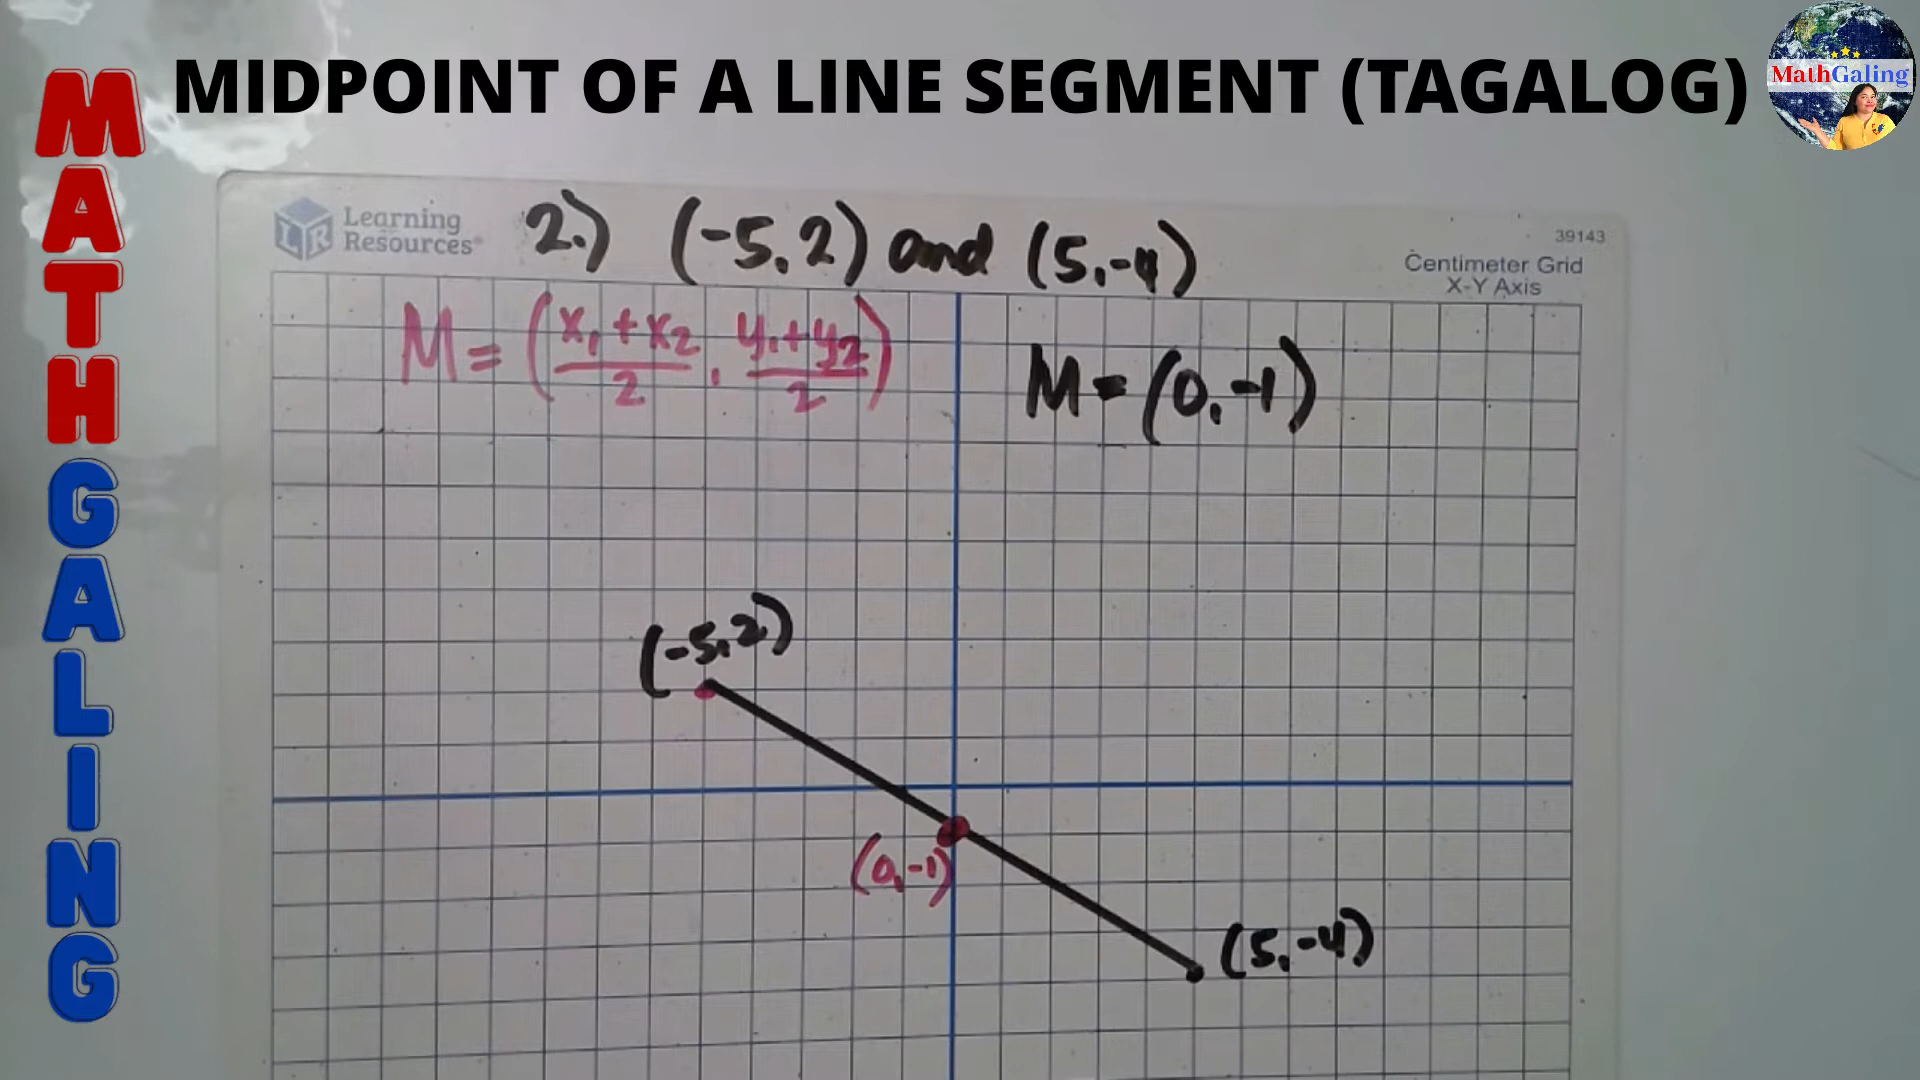 MIDPOINT OF A LINE SEGMENT (TAGALOG)
MathGaling
MATH GALING
Learning
Resources®
2.) (-5,2) and (5,-4)
39143
Centimeter Grid
X-Y Axis
M = (x₁+x₂/2, y₁+y₂/2)
M = (0,-1)
(-5,2)
(0,-1)
(5,-4)